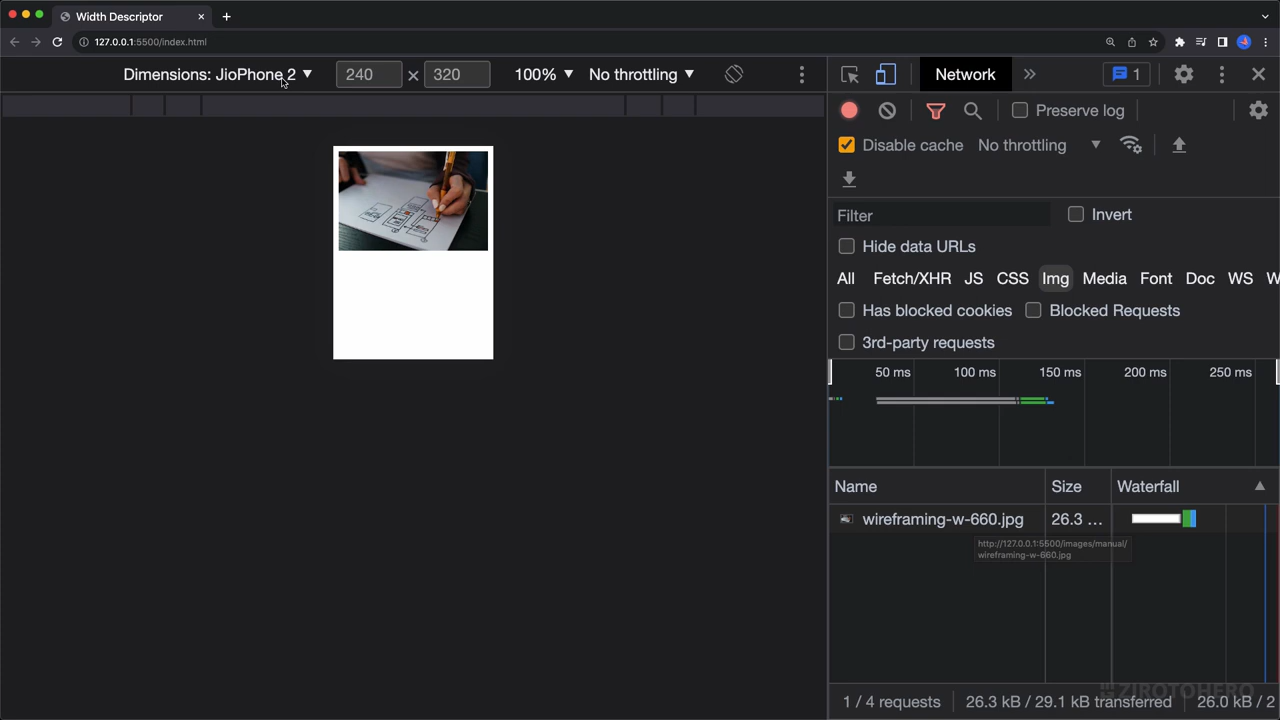 Width Descriptor
127.0.0.1:5500/index.html
Dimensions: JioPhone 2 240 × 320 100% No throttling
Network 1
Preserve log
Disable cache No throttling
Filter Invert
Hide data URLs
All Fetch/XHR JS CSS Img Media Font Doc WS W
Has blocked cookies Blocked Requests
3rd-party requests
50 ms 100 ms 150 ms 200 ms 250 ms
Name Size Waterfall
wireframing-w-660.jpg 26.3 ...
http://127.0.0.1:5500/images/manual/
wireframing-w-660.jpg
1 / 4 requests 26.3 kB / 29.1 kB transferred 26.0 kB / 2
ZIROTOHERO